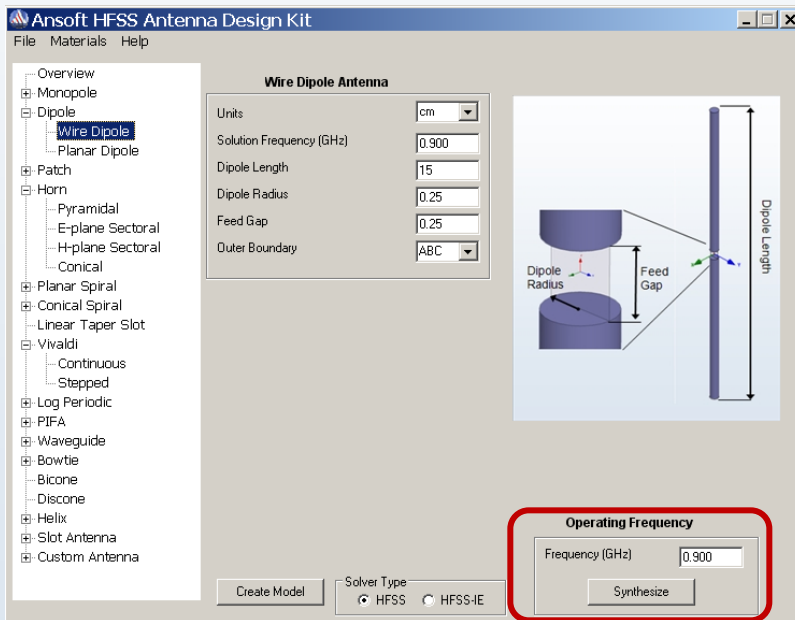 Ansoft HFSS Antenna Design Kit
File Materials Help
Overview
Monopole
Dipole
Wire Dipole
Planar Dipole
Patch
Horn
Pyramidal
E-plane Sectoral
H-plane Sectoral
Conical
Planar Spiral
Conical Spiral
Linear Taper Slot
Vivaldi
Continuous
Stepped
Log Periodic
PIFA
Waveguide
Bowtie
Bicone
Discone
Helix
Slot Antenna
Custom Antenna
Wire Dipole Antenna
Units cm
Solution Frequency (GHz) 0.900
Dipole Length 15
Dipole Radius 0.25
Feed Gap 0.25
Outer Boundary ABC
Dipole
Radius
Feed
Gap
Dipole Length
Create Model
Solver Type
HFSS HFSS-IE
Operating Frequency
Frequency (GHz) 0.900
Synthesize